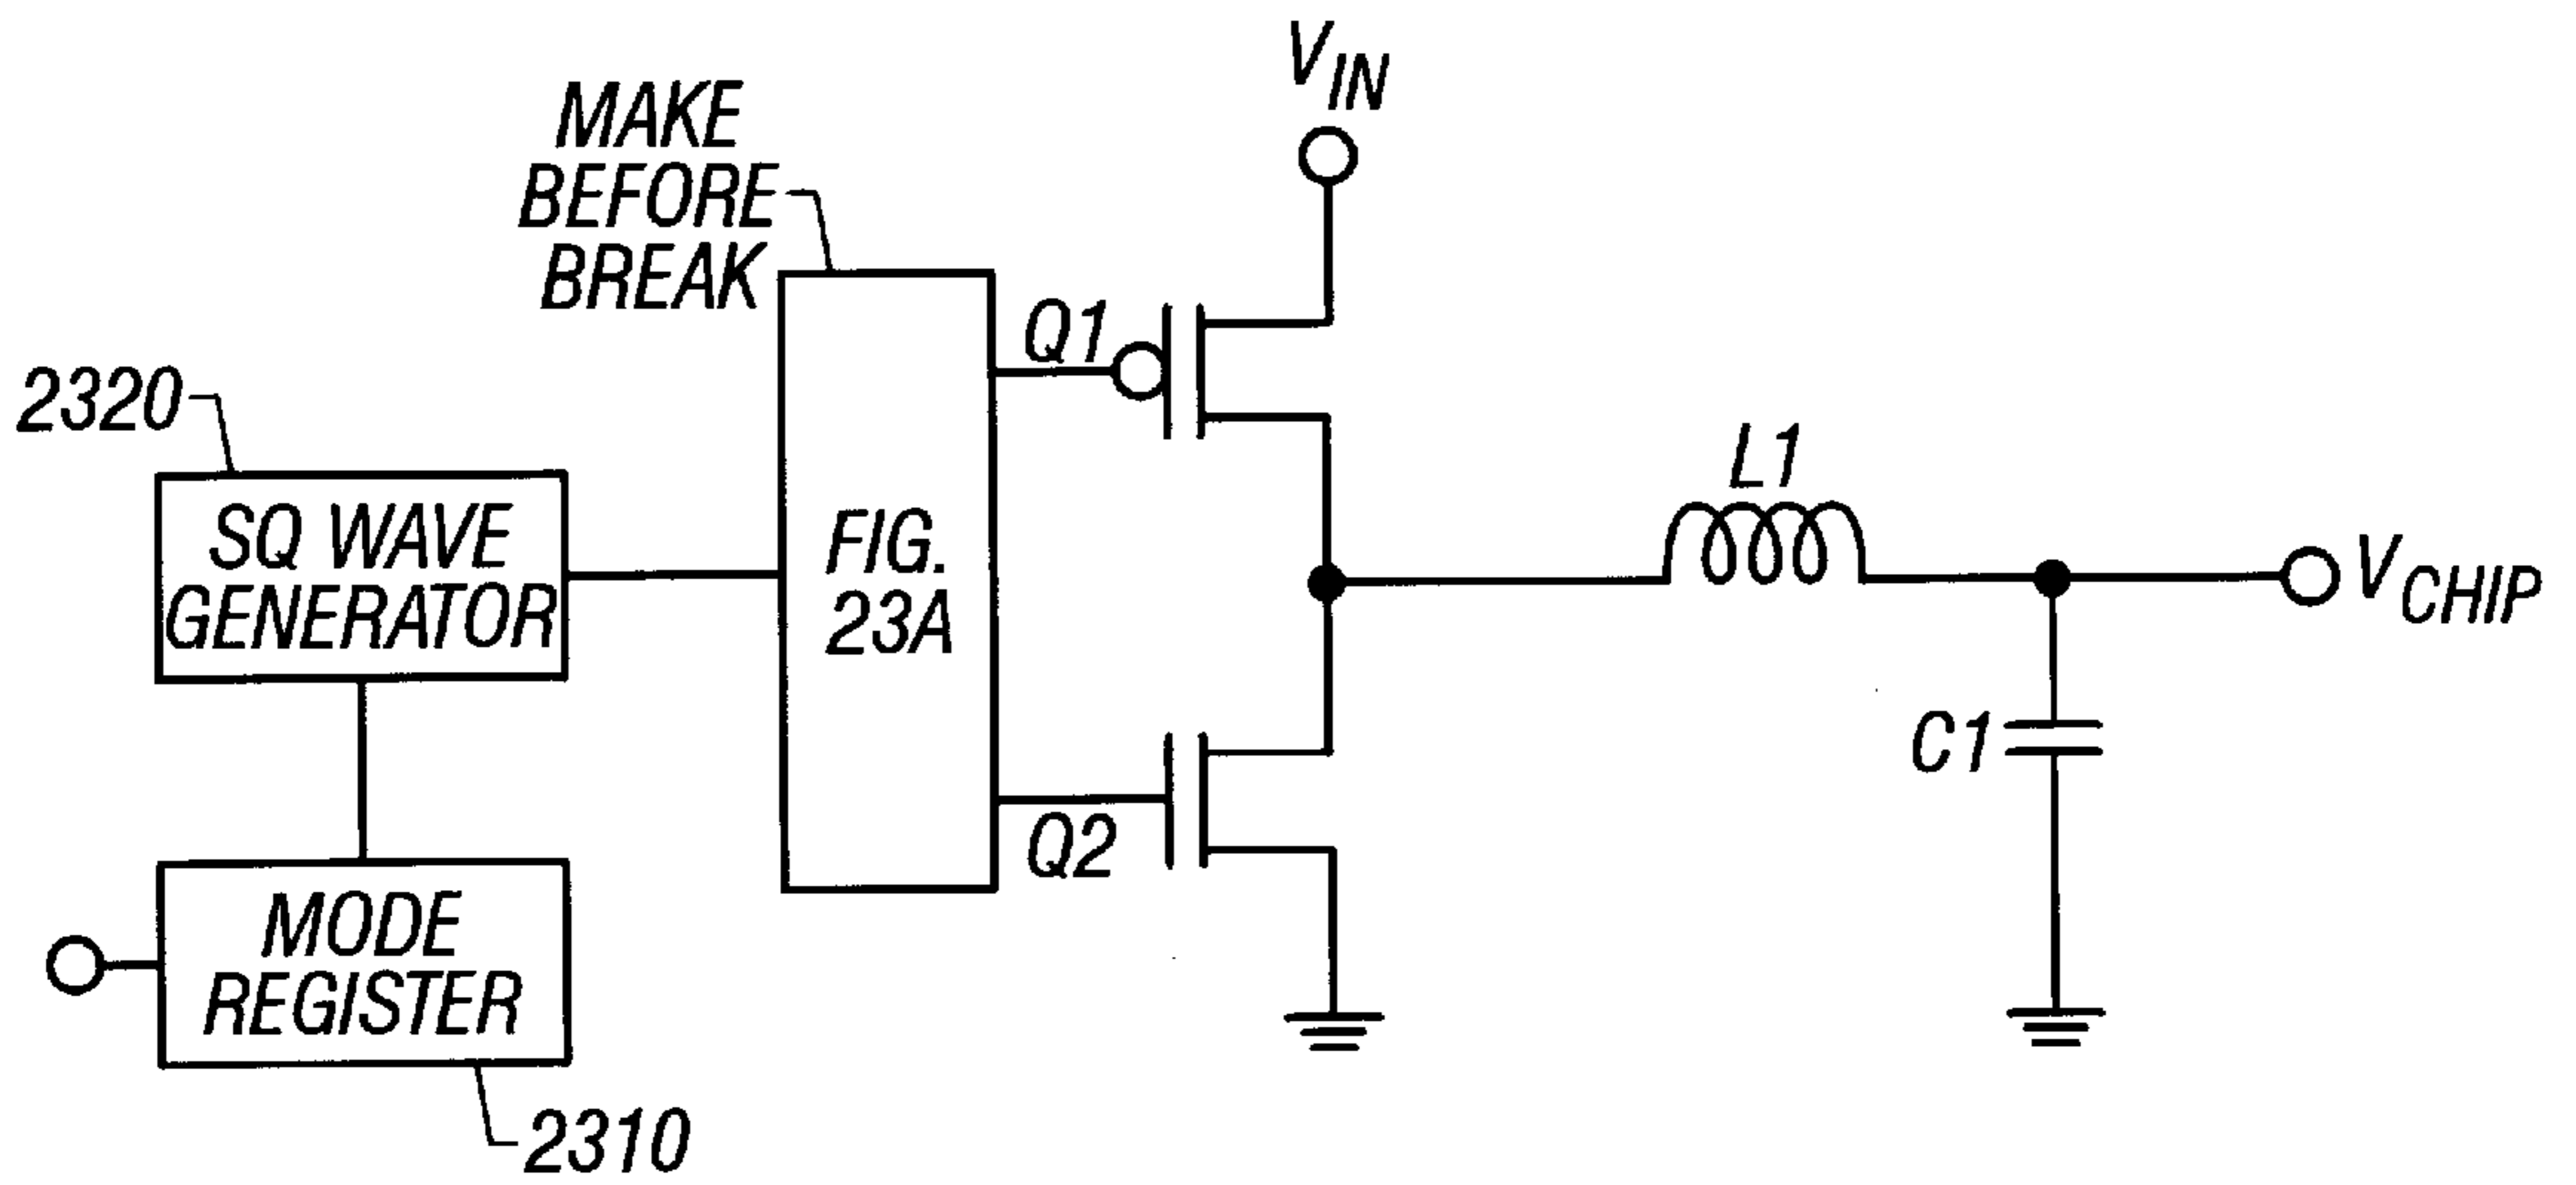 V_IN
MAKE
BEFORE
BREAK
Q1
2320
SQ WAVE
GENERATOR
FIG.
23A
L1
V_CHIP
C1
Q2
MODE
REGISTER
2310